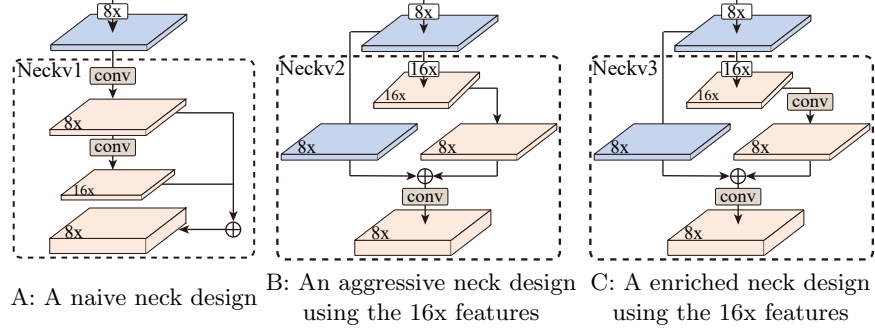 8x
Neckv1
conv
8x
conv
16x
8x
A: A naive neck design
8x
Neckv2
16x
16x
8x
8x
conv
8x
B: An aggressive neck design
using the 16x features
8x
Neckv3
16x
16x
conv
8x
8x
conv
8x
C: A enriched neck design
using the 16x features